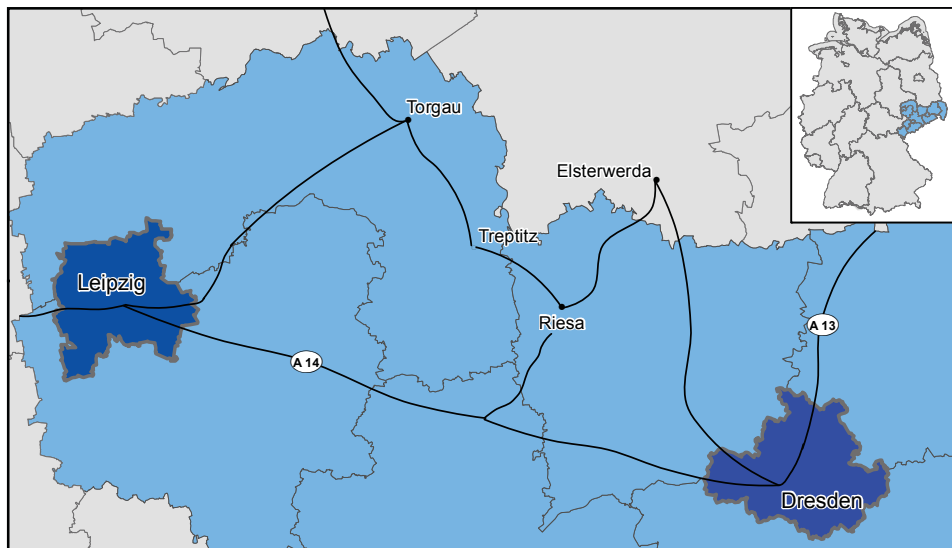 Torgau
Elsterwerda
Treptitz
Leipzig
Riesa
A 13
A 14
Dresden